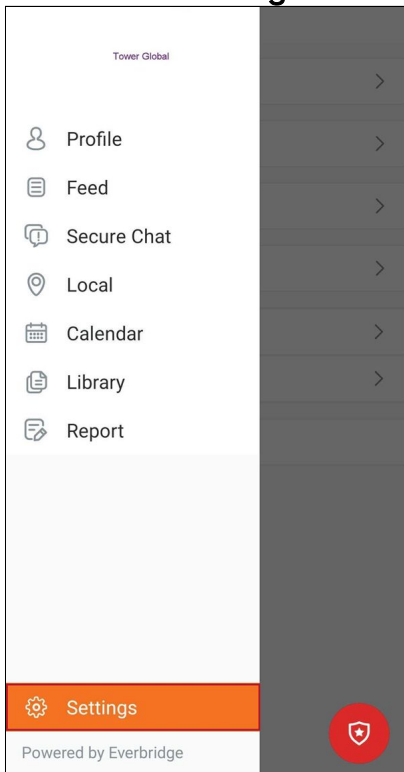 Tower Global
Profile
Feed
Secure Chat
Local
Calendar
Library
Report
Settings
Powered by Everbridge